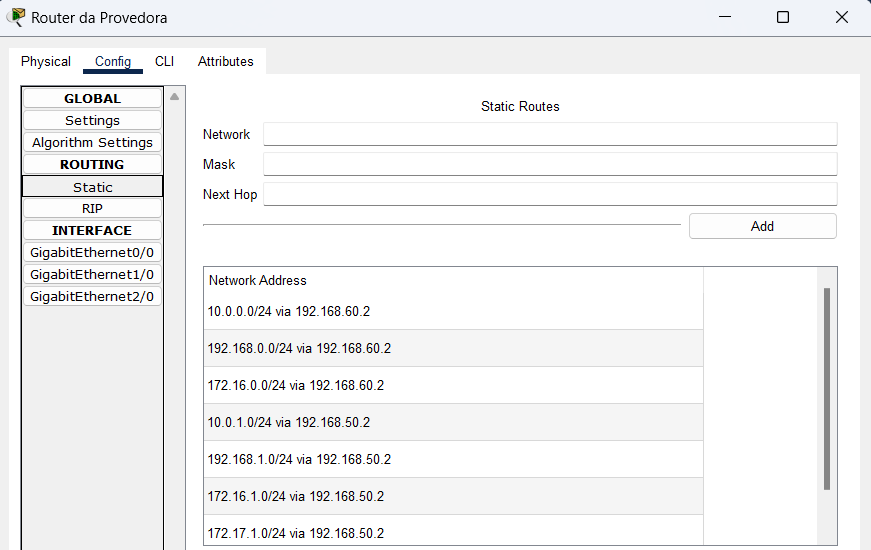 Router da Provedora
Physical Config CLI Attributes
GLOBAL
Settings
Algorithm Settings
ROUTING
Static
RIP
INTERFACE
GigabitEthernet0/0
GigabitEthernet1/0
GigabitEthernet2/0
Static Routes
Network
Mask
Next Hop
Add
Network Address
10.0.0.0/24 via 192.168.60.2
192.168.0.0/24 via 192.168.60.2
172.16.0.0/24 via 192.168.60.2
10.0.1.0/24 via 192.168.50.2
192.168.1.0/24 via 192.168.50.2
172.16.1.0/24 via 192.168.50.2
172.17.1.0/24 via 192.168.50.2